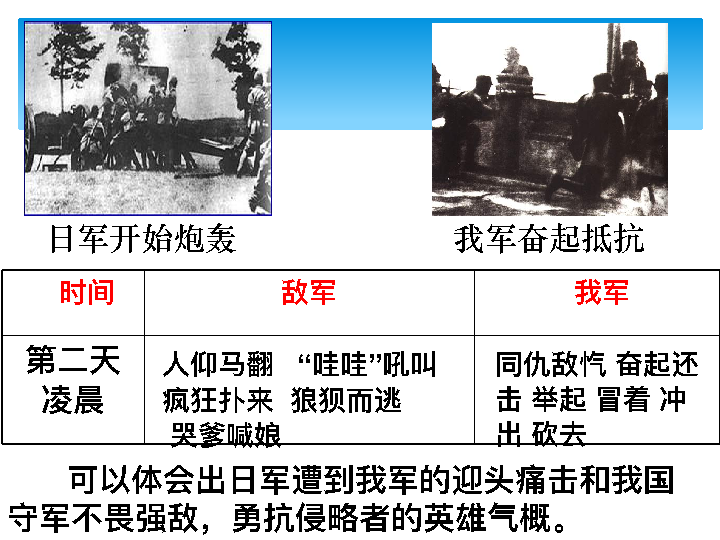 日军开始炮轰
我军奋起抵抗
时间 敌军 我军
第二天
凌晨
人仰马翻 “哇哇”吼叫
疯狂扑来 狼狈而逃
哭爹喊娘
同仇敌忾 奋起还
击 举起 冒着 冲
出 砍去
可以体会出日军遭到我军的迎头痛击和我国
守军不畏强敌，勇抗侵略者的英雄气概。